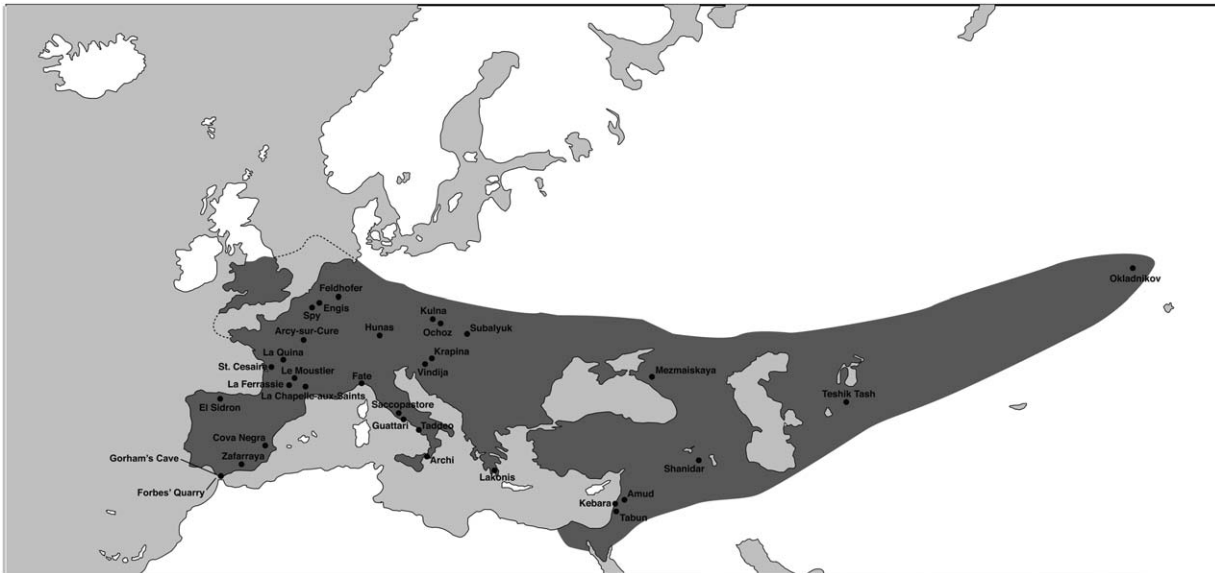 Okladnikov
Feldhofer
Engis
Spy
Kulna
Ochoz
Subalyuk
Hunas
Arcy-sur-Cure
La Quina
Krapina
Vindija
St. Cesaire
Le Moustier
La Ferrassie
Fate
La Chapelle-aux-Saints
Mezmaiskaya
Teshik Tash
El Sidron
Saccopastore
Guattari
Taddeo
Cova Negra
Zafarraya
Gorham's Cave
Archi
Lakonis
Shanidar
Forbes' Quarry
Amud
Kebara
Tabun